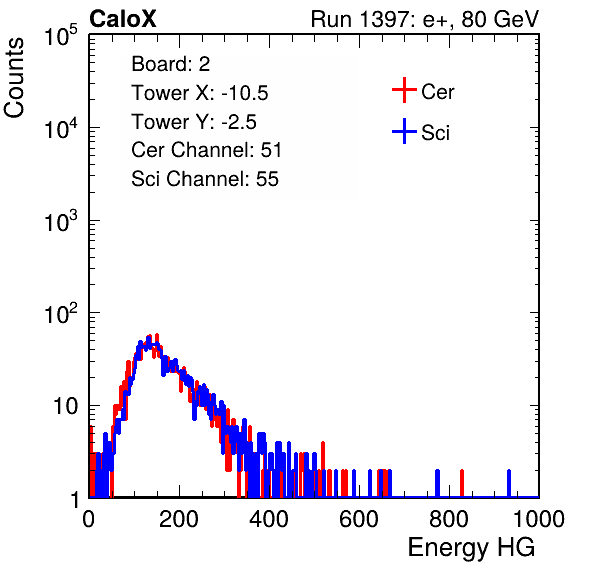 CaloX Run 1397: e+, 80 GeV
Counts
Board: 2
Tower X: -10.5
Tower Y: -2.5
Cer Channel: 51
Sci Channel: 55
Cer
Sci
10^5
10^4
10^3
10^2
10
1
0 200 400 600 800 1000
Energy HG